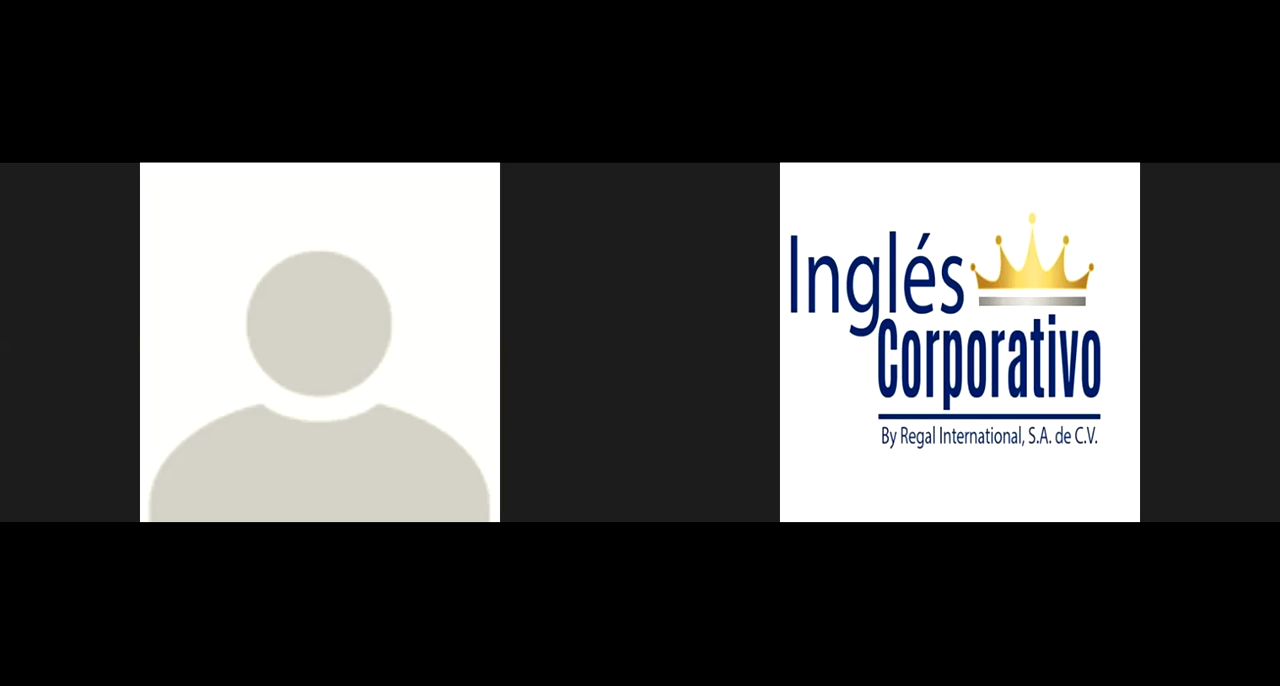 Inglés
Corporativo
By Regal International, S.A. de C.V.